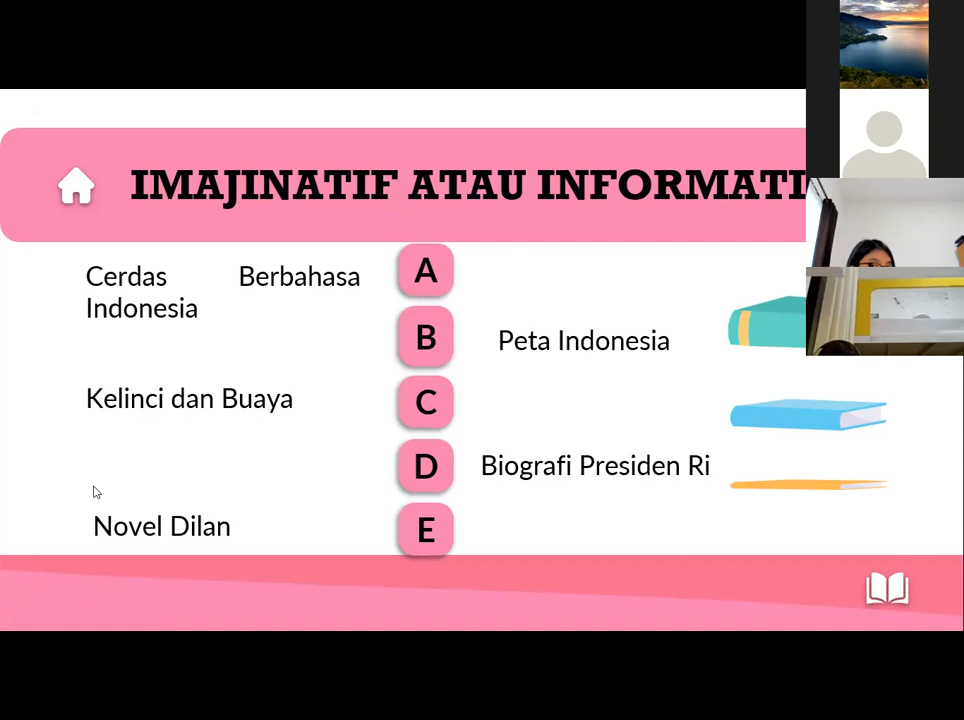 IMAJINATIF ATAU INFORMATI
Cerdas Berbahasa
Indonesia
A
B
Peta Indonesia
Kelinci dan Buaya
C
D
Biografi Presiden Ri
Novel Dilan
E